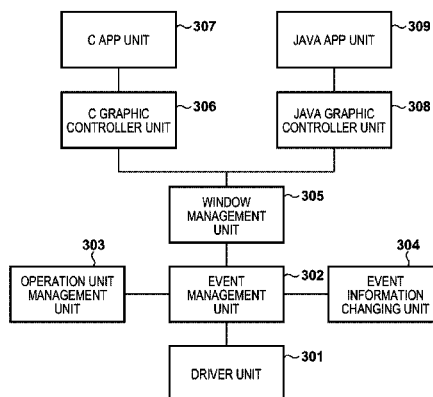 307
C APP UNIT
309
JAVA APP UNIT
306
C GRAPHIC
CONTROLLER UNIT
308
JAVA GRAPHIC
CONTROLLER UNIT
305
WINDOW
MANAGEMENT
UNIT
303
OPERATION UNIT
MANAGEMENT
UNIT
302
EVENT
MANAGEMENT
UNIT
304
EVENT
INFORMATION
CHANGING UNIT
301
DRIVER UNIT